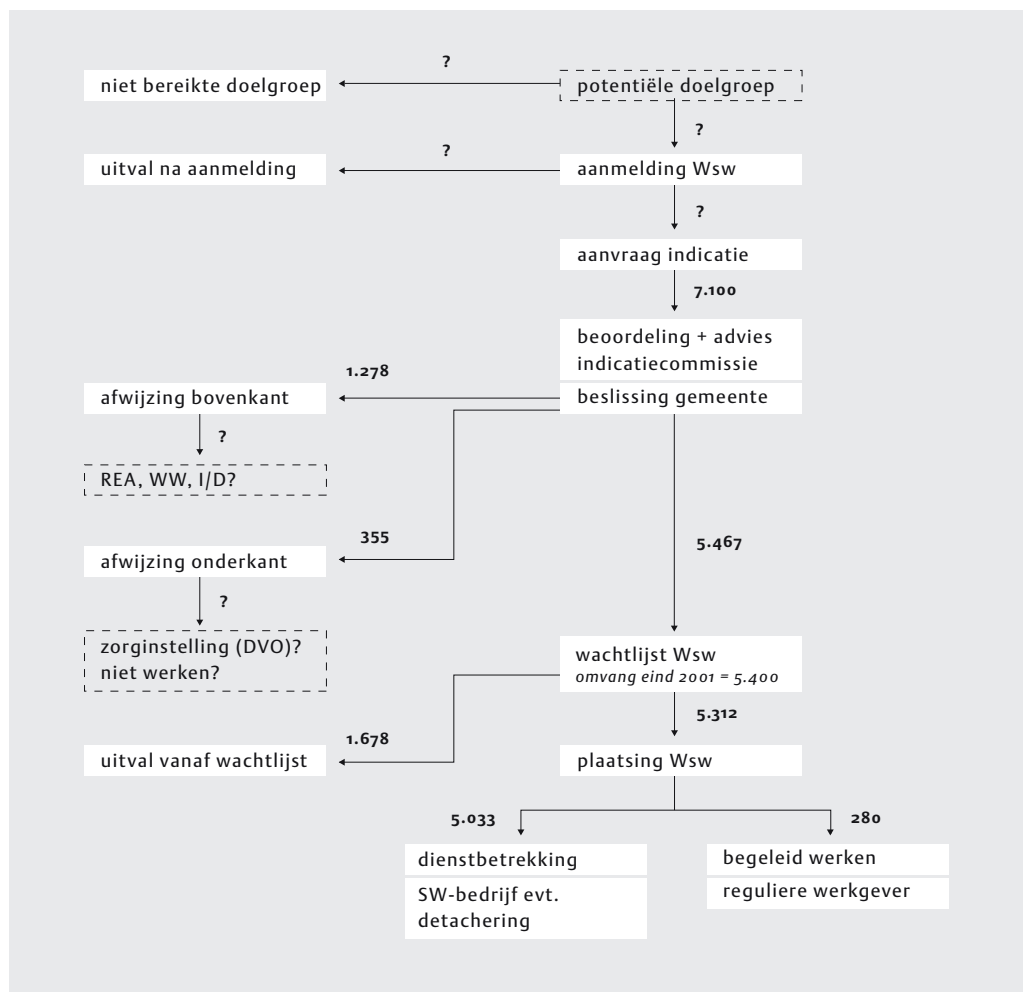 ?
niet bereikte doelgroep
potentiële doelgroep
?
?
uitval na aanmelding
aanmelding Wsw
?
aanvraag indicatie
7.100
beoordeling + advies
indicatiecommissie
1.278
afwijzing bovenkant
beslissing gemeente
?
REA, WW, I/D?
355
5.467
afwijzing onderkant
?
zorginstelling (DVO)?
niet werken?
wachtlijst Wsw
omvang eind 2001 = 5.400
5.312
1.678
uitval vanaf wachtlijst
plaatsing Wsw
5.033
280
dienstbetrekking
SW-bedrijf evt.
detachering
begeleid werken
reguliere werkgever